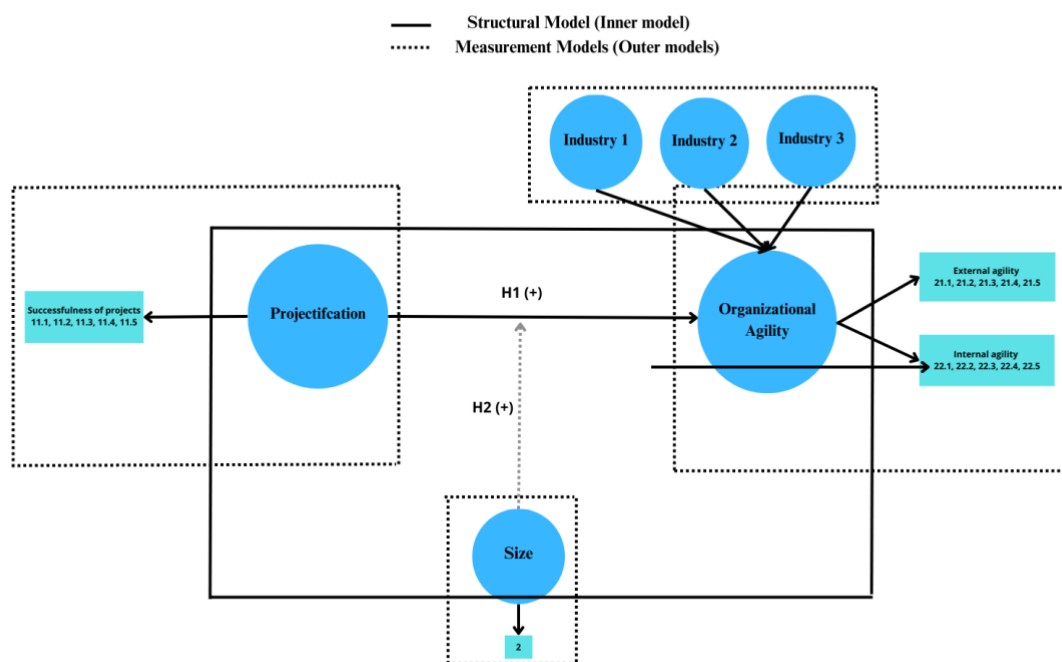 Structural Model (Inner model)
Measurement Models (Outer models)
Industry 1
Industry 2
Industry 3
Successfulness of projects
11.1, 11.2, 11.3, 11.4, 11.5
Projectifcation
H1 (+)
Organizational
Agility
External agility
21.1, 21.2, 21.3, 21.4, 21.5
Internal agility
22.1, 22.2, 22.3, 22.4, 22.5
H2 (+)
Size
2